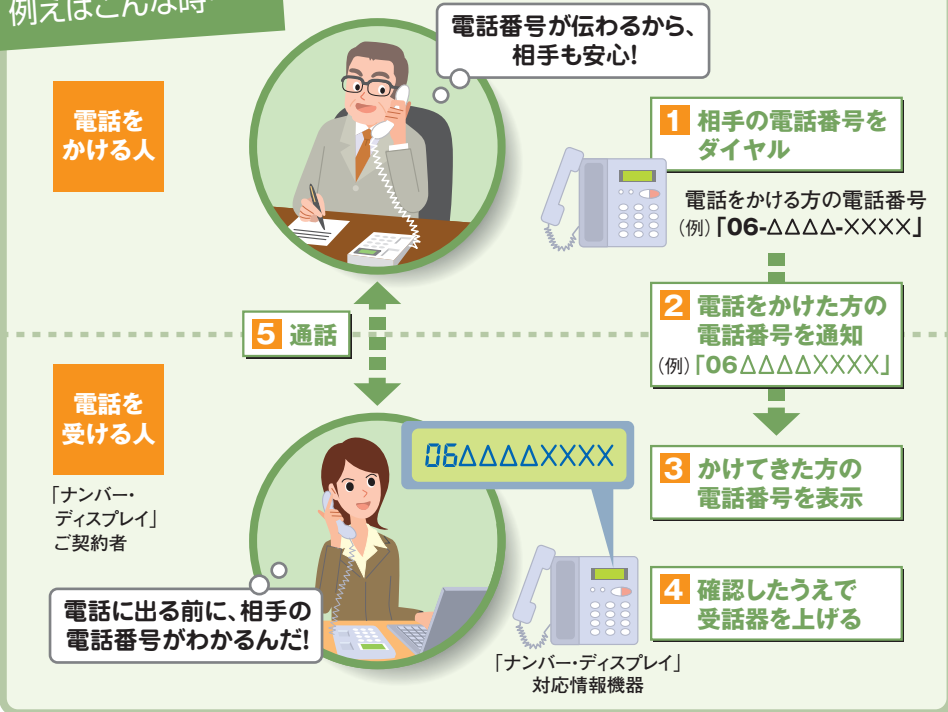 例えばこんな時
電話番号が伝わるから、
相手も安心!
電話を
かける人
1 相手の電話番号を
ダイヤル
電話をかける方の電話番号
(例)「06-△△△△-××××」
2 電話をかけた方の
電話番号を通知
(例)「06△△△△××××」
5 通話
電話を
受ける人
「ナンバー・
ディスプレイ」
ご契約者
06△△△△××××
3 かけてきた方の
電話番号を表示
4 確認したうえで
受話器を上げる
電話に出る前に、相手の
電話番号がわかるんだ!
「ナンバー・ディスプレイ」
対応情報機器